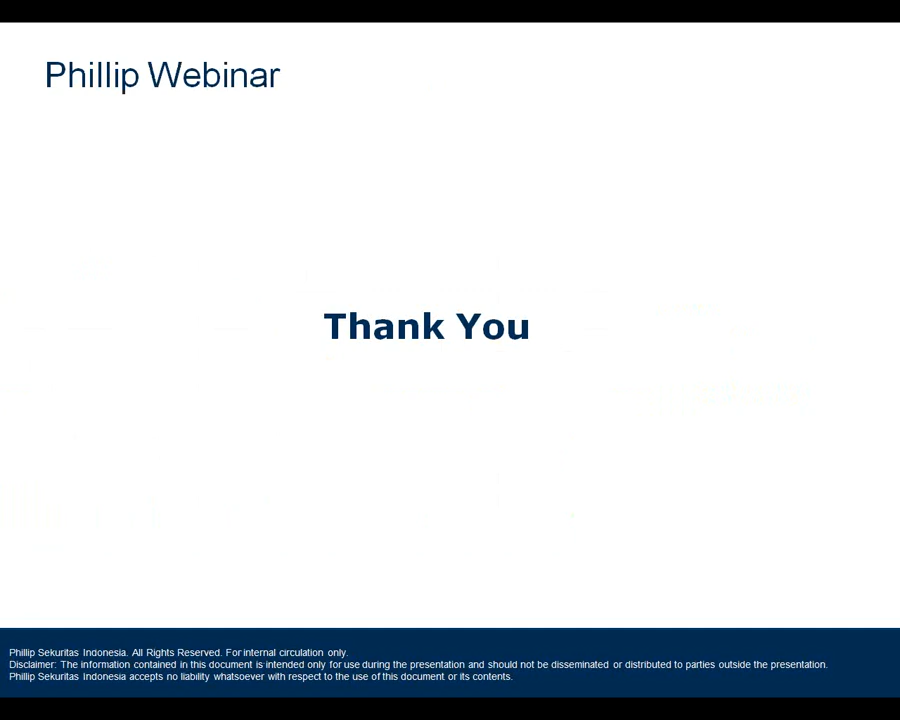 Phillip Webinar
Thank You
Phillip Sekuritas Indonesia. All Rights Reserved. For internal circulation only.
Disclaimer: The information contained in this document is intended only for use during the presentation and should not be disseminated or distributed to parties outside the presentation.
Phillip Sekuritas Indonesia accepts no liability whatsoever with respect to the use of this document or its contents.